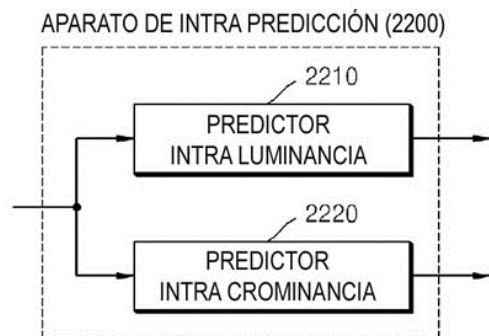 APARATO DE INTRA PREDICCIÓN (2200)
2210
PREDICTOR
INTRA LUMINANCIA
2220
PREDICTOR
INTRA CROMINANCIA